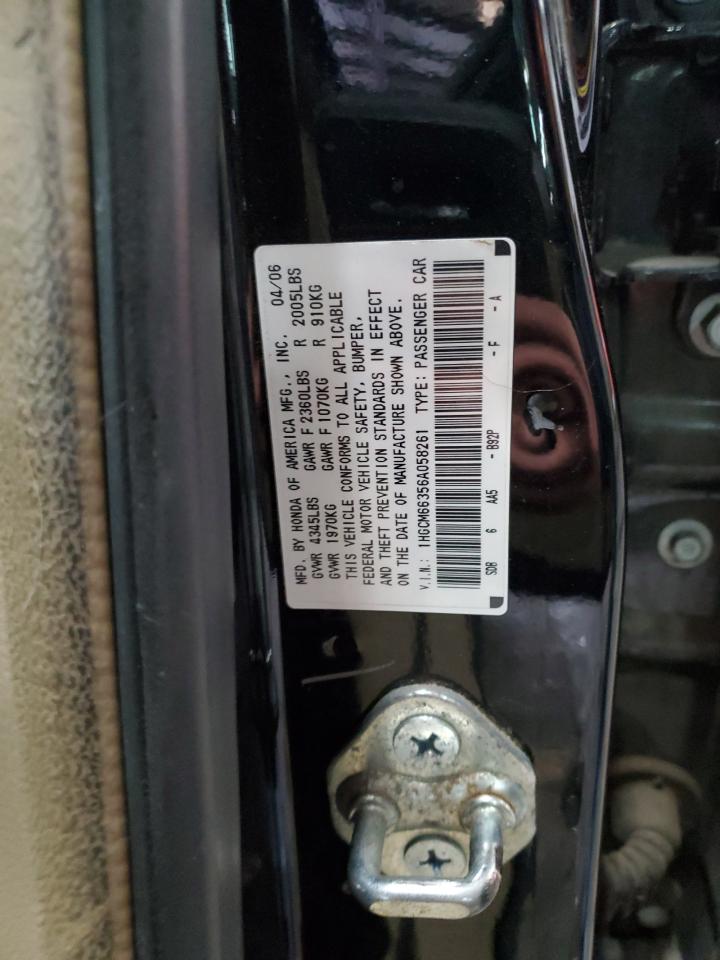 MFD. BY HONDA OF AMERICA MFG., INC. 04/06
GVWR 4345LBS GAWR F 2360LBS R 2005LBS
GVWR 1970KG GAWR F 1070KG R 910KG
THIS VEHICLE CONFORMS TO ALL APPLICABLE
FEDERAL MOTOR VEHICLE SAFETY, BUMPER,
AND THEFT PREVENTION STANDARDS IN EFFECT
ON THE DATE OF MANUFACTURE SHOWN ABOVE.
V.I.N.: 1HGCM66356A058261 TYPE: PASSENGER CAR
SDB 6 AA5 - B92P - F - A